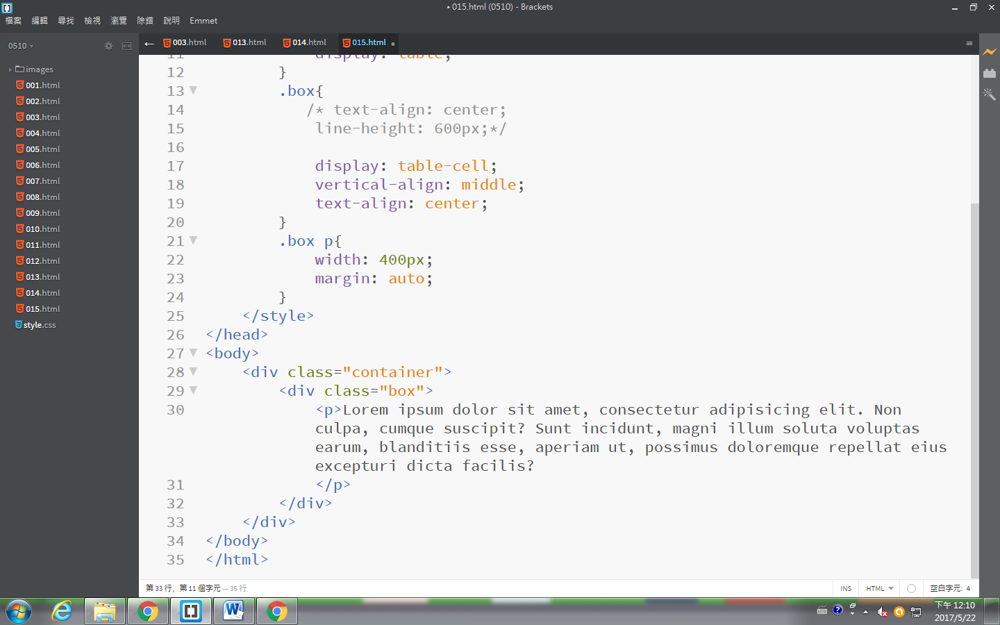 • 015.html (0510) - Brackets
檔案 編輯 尋找 檢視 瀏覽 除錯 說明 Emmet
0510
images
001.html
002.html
003.html
004.html
005.html
006.html
007.html
008.html
009.html
010.html
011.html
012.html
013.html
014.html
015.html
style.css
003.html 013.html 014.html 015.html
11 display: table;
12 }
13 .box{
14 /* text-align: center;
15 line-height: 600px;*/
16
17 display: table-cell;
18 vertical-align: middle;
19 text-align: center;
20 }
21 .box p{
22 width: 400px;
23 margin: auto;
24 }
25 </style>
26 </head>
27 <body>
28 <div class="container">
29 <div class="box">
30 <p>Lorem ipsum dolor sit amet, consectetur adipisicing elit. Non
culpa, cumque suscipit? Sunt incidunt, magni illum soluta voluptas
earum, blanditiis esse, aperiam ut, possimus doloremque repellat eius
excepturi dicta facilis?
31 </p>
32 </div>
33 </div>
34 </body>
35 </html>
第 33 行, 第 11 個字元 — 35 行
INS HTML 空白字元: 4
下午 12:10
2017/5/22